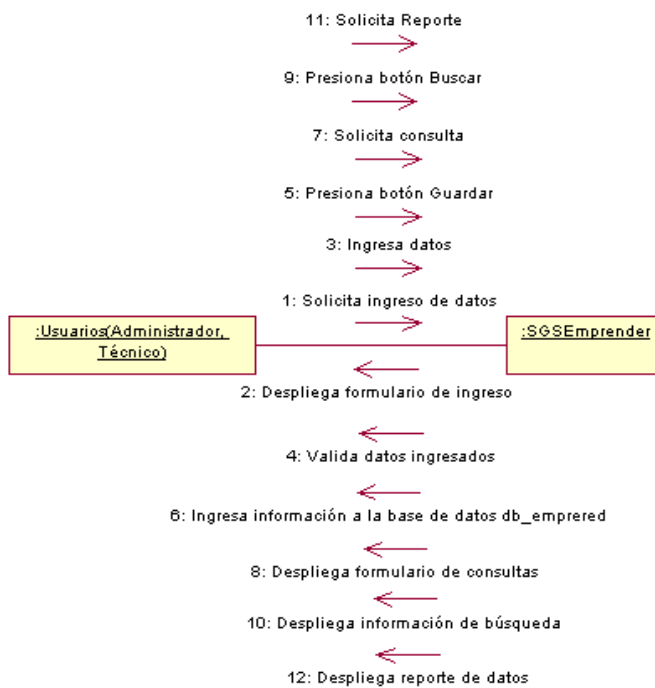 11: Solicita Reporte
9: Presiona botón Buscar
7: Solicita consulta
5: Presiona botón Guardar
3: Ingresa datos
1: Solicita ingreso de datos
:Usuarios(Administrador,
Técnico)
:SGSEmprender
2: Despliega formulario de ingreso
4: Valida datos ingresados
6: Ingresa información a la base de datos db_emprered
8: Despliega formulario de consultas
10: Despliega información de búsqueda
12: Despliega reporte de datos